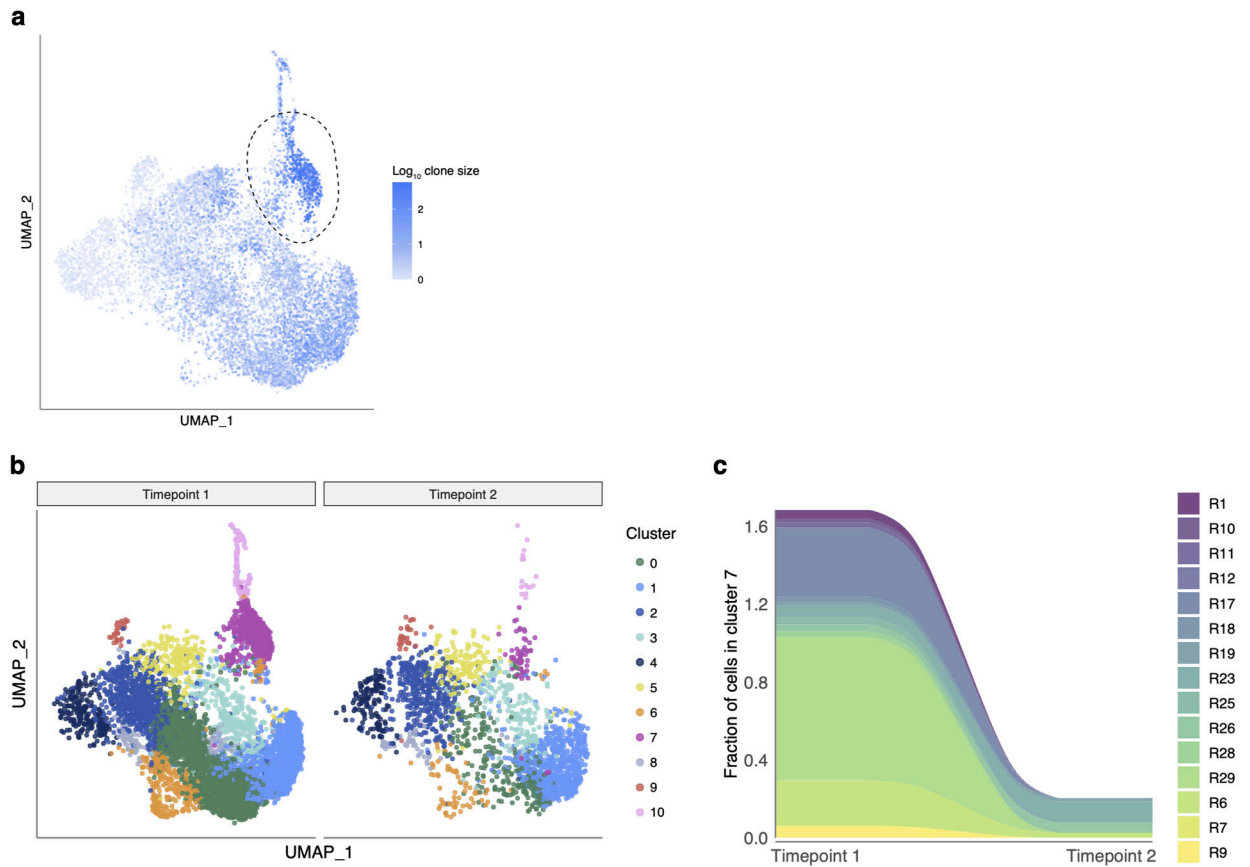 a
UMAP_2
UMAP_1
Log10 clone size
2
1
0
b
Timepoint 1
Timepoint 2
UMAP_2
UMAP_1
Cluster
0
1
2
3
4
5
6
7
8
9
10
c
Fraction of cells in cluster 7
1.6
1.2
0.8
0.4
0.0
Timepoint 1
Timepoint 2
R1
R10
R11
R12
R17
R18
R19
R23
R25
R26
R28
R29
R6
R7
R9